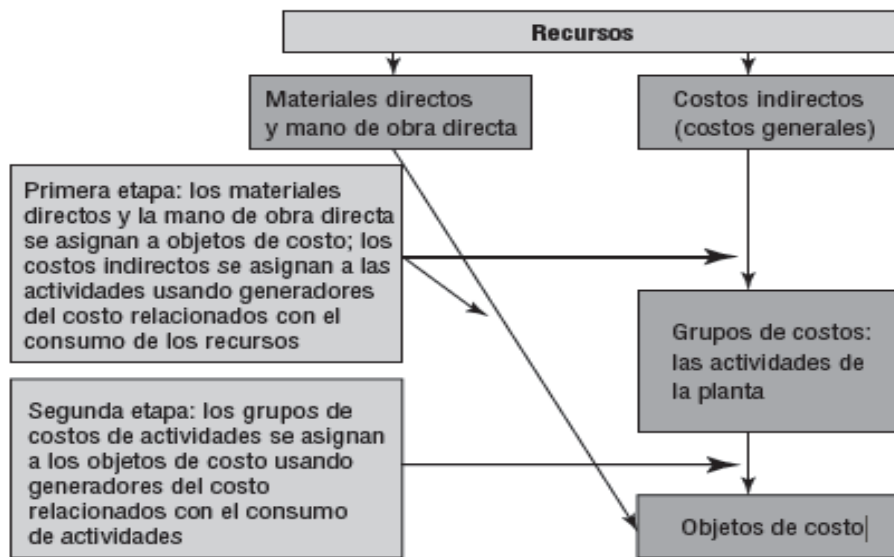 Recursos
Materiales directos
y mano de obra directa
Costos indirectos
(costos generales)
Primera etapa: los materiales
directos y la mano de obra directa
se asignan a objetos de costo; los
costos indirectos se asignan a las
actividades usando generadores
del costo relacionados con el
consumo de los recursos
Grupos de costos:
las actividades de
la planta
Segunda etapa: los grupos de
costos de actividades se asignan
a los objetos de costo usando
generadores del costo
relacionados con el consumo
de actividades
Objetos de costo